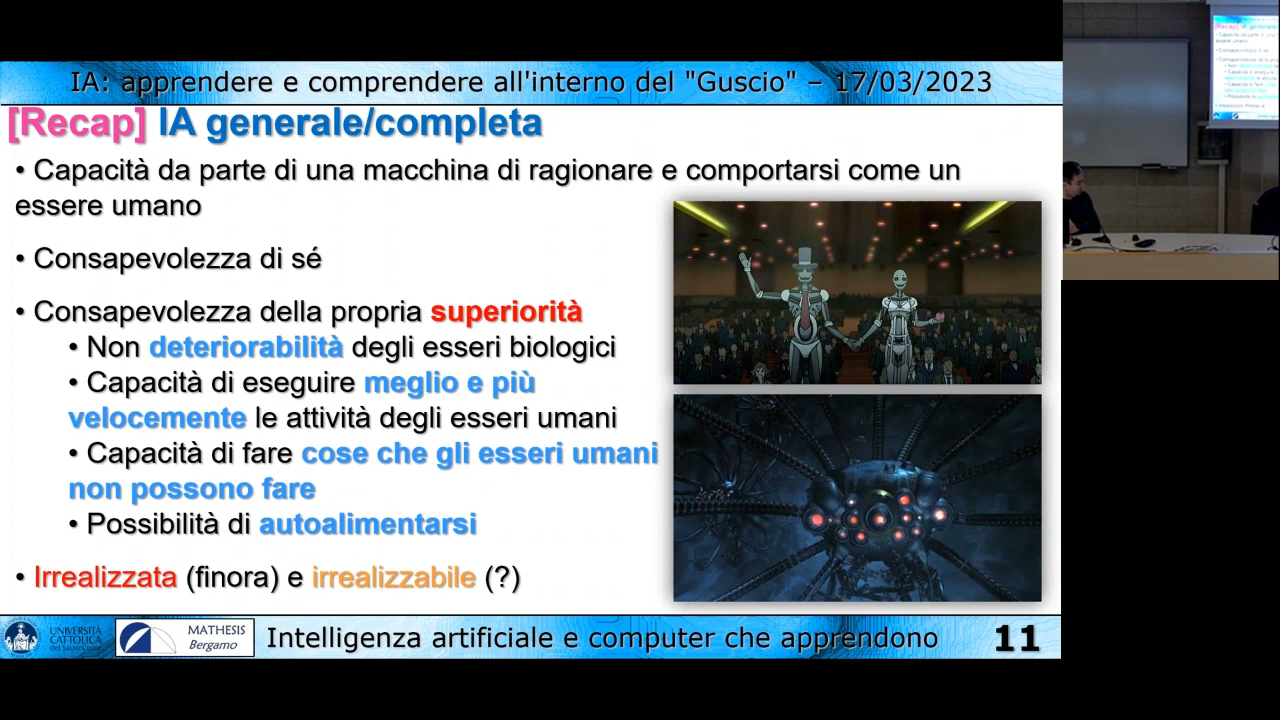 IA: apprendere e comprendere all'interno del "Guscio" – 17/03/2023
[Recap] IA generale/completa
• Capacità da parte di una macchina di ragionare e comportarsi come un
essere umano
• Consapevolezza di sé
• Consapevolezza della propria superiorità
• Non deteriorabilità degli esseri biologici
• Capacità di eseguire meglio e più
velocemente le attività degli esseri umani
• Capacità di fare cose che gli esseri umani
non possono fare
• Possibilità di autoalimentarsi
• Irrealizzata (finora) e irrealizzabile (?)
UNIVERSITÀ
CATTOLICA
del Sacro Cuore
MATHESIS
Bergamo
Intelligenza artificiale e computer che apprendono
11
[Recap] IA generale